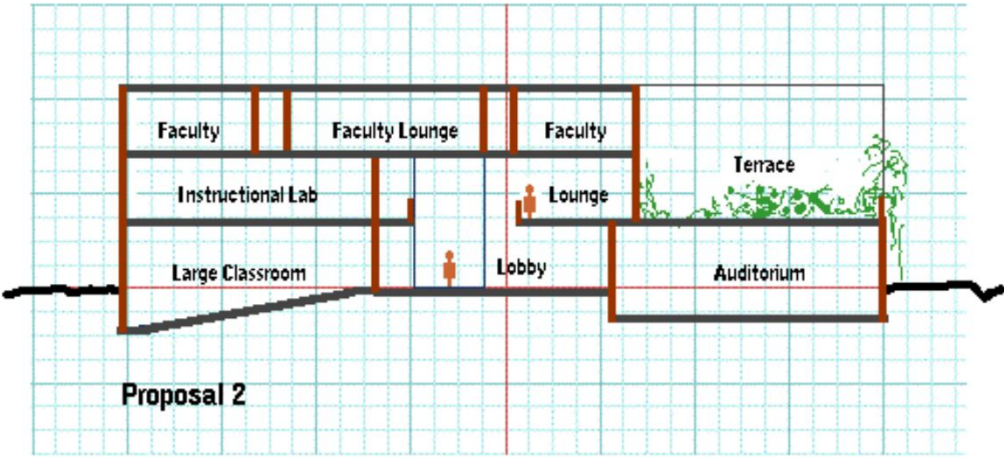 Faculty
Faculty Lounge
Faculty
Terrace
Instructional Lab
Lounge
Large Classroom
Lobby
Auditorium
Proposal 2